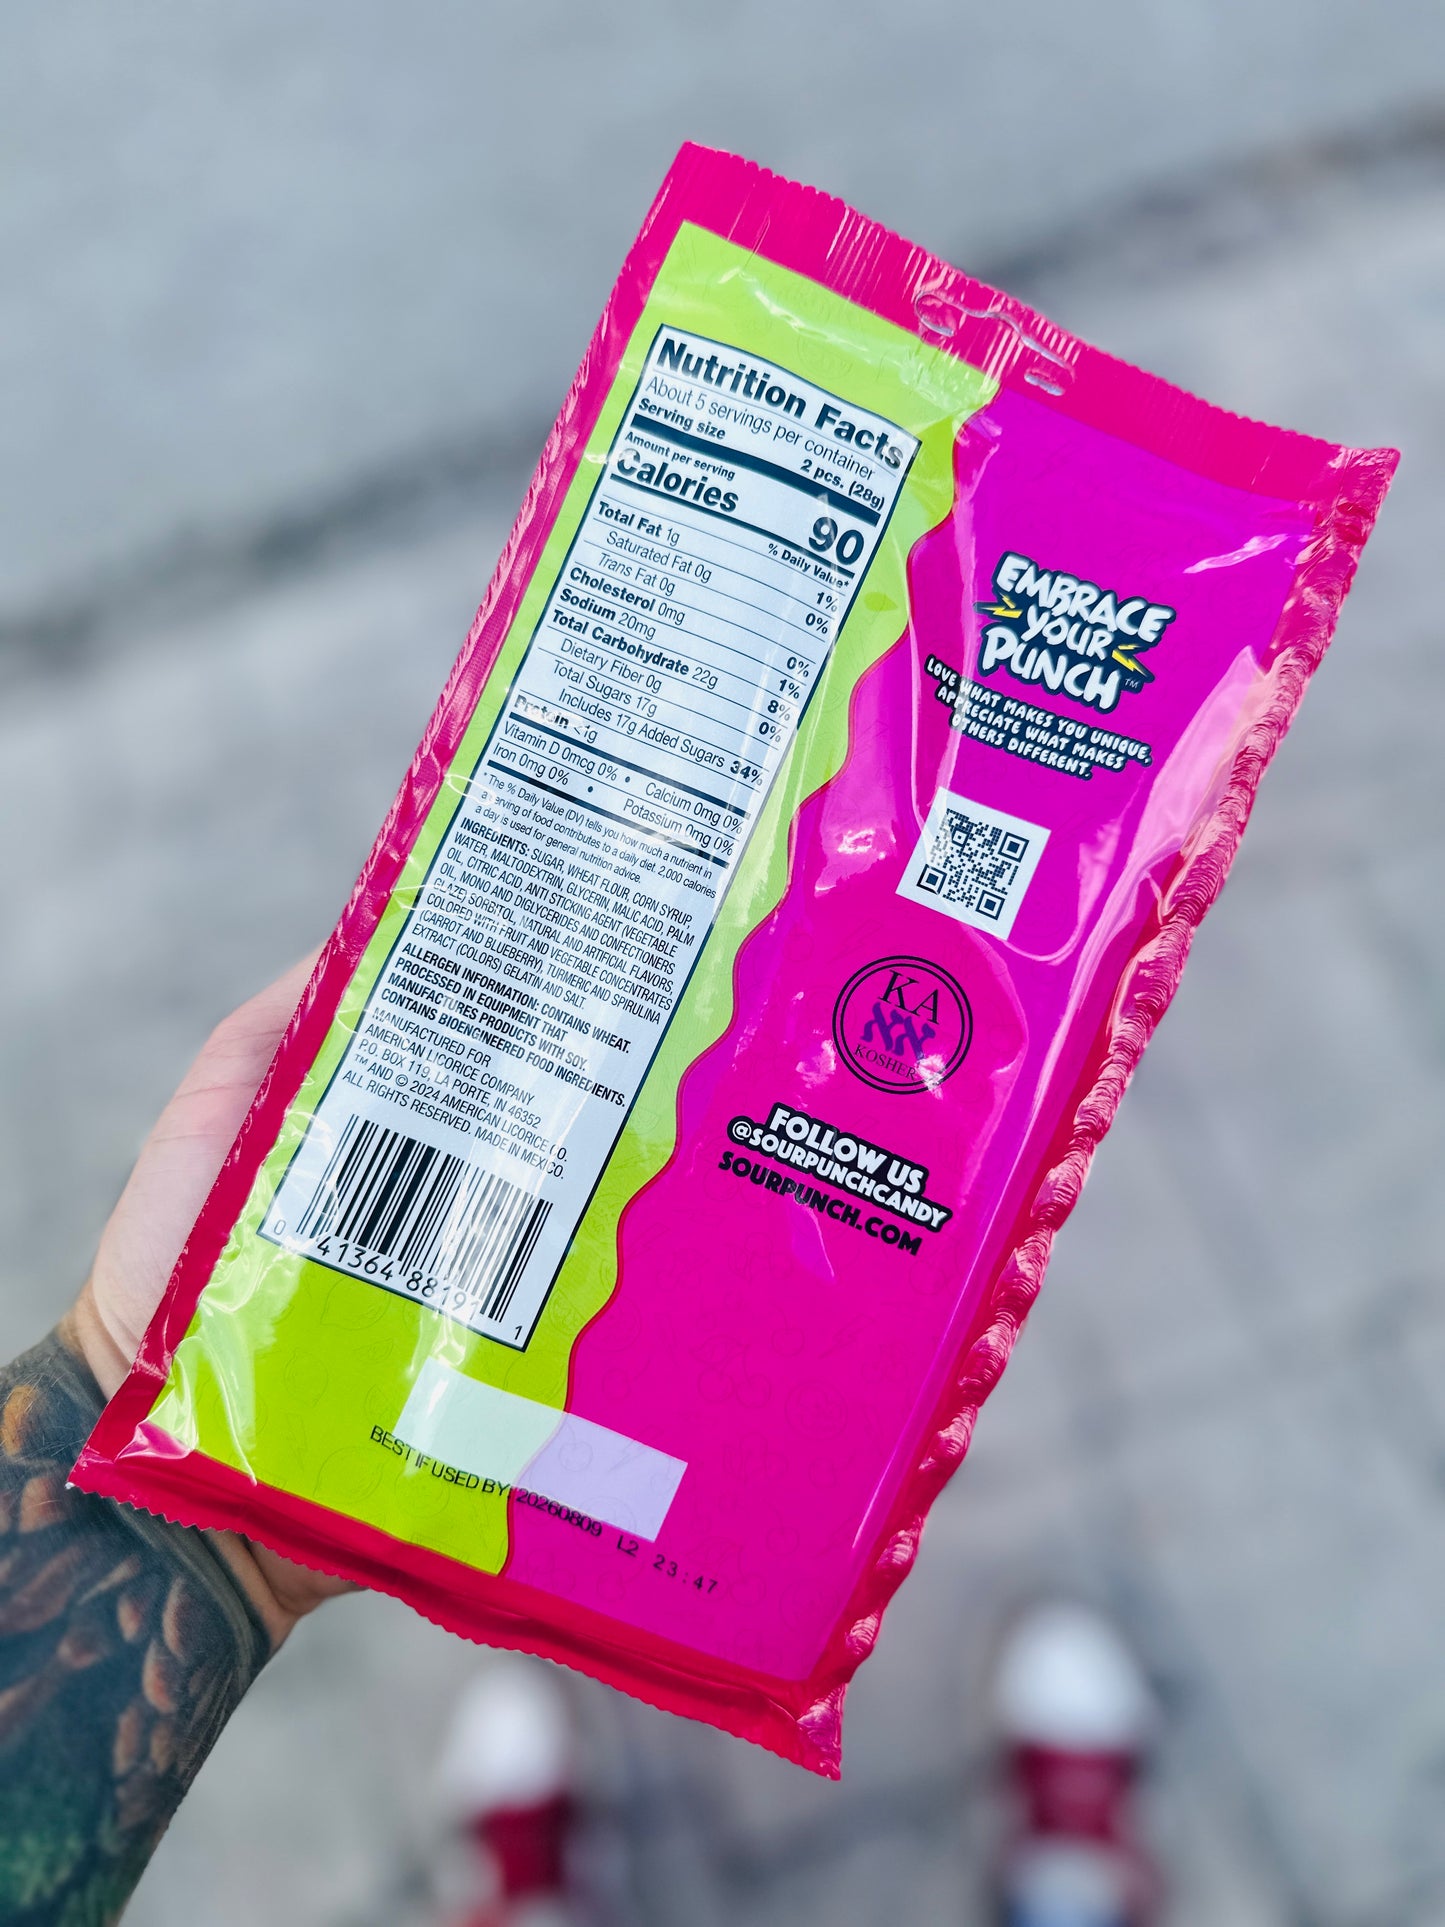 Nutrition Facts
About 5 servings per container
Serving size 2 pcs. (28g)
Amount per serving
Calories 90
% Daily Value*
Total Fat 1g 1%
Saturated Fat 0g 0%
Trans Fat 0g
Cholesterol 0mg 0%
Sodium 20mg 1%
Total Carbohydrate 22g 8%
Dietary Fiber 0g 0%
Total Sugars 17g
Includes 17g Added Sugars 34%
Protein <1g
Vitamin D 0mcg 0% • Calcium 0mg 0%
Iron 0mg 0% • Potassium 0mg 0%
*The % Daily Value (DV) tells you how much a nutrient in
a serving of food contributes to a daily diet. 2,000 calories
a day is used for general nutrition advice.
INGREDIENTS: SUGAR, WHEAT FLOUR, CORN SYRUP,
WATER, MALTODEXTRIN, GLYCERIN, MALIC ACID, PALM
OIL, CITRIC ACID, ANTI STICKING AGENT (VEGETABLE
OIL, MONO AND DIGLYCERIDES AND CONFECTIONERS
GLAZE) SORBITOL, NATURAL AND ARTIFICIAL FLAVORS,
COLORED WITH FRUIT AND VEGETABLE CONCENTRATES
(CARROT AND BLUEBERRY), TURMERIC AND SPIRULINA
EXTRACT (COLORS) GELATIN AND SALT.
ALLERGEN INFORMATION: CONTAINS WHEAT.
PROCESSED IN EQUIPMENT THAT
MANUFACTURES PRODUCTS WITH SOY.
CONTAINS BIOENGINEERED FOOD INGREDIENTS.
MANUFACTURED FOR
AMERICAN LICORICE COMPANY
P.O. BOX 119, LA PORTE, IN 46352
™ AND © 2024 AMERICAN LICORICE CO.
ALL RIGHTS RESERVED. MADE IN MEXICO.
0 41364 88191 1
BEST IF USED BY: 20260809 L2 23:47
EMBRACE
YOUR
PUNCH™
LOVE WHAT MAKES YOU UNIQUE,
APPRECIATE WHAT MAKES
OTHERS DIFFERENT.
KA
אא
KOSHER
FOLLOW US
@SOURPUNCHCANDY
SOURPUNCH.COM